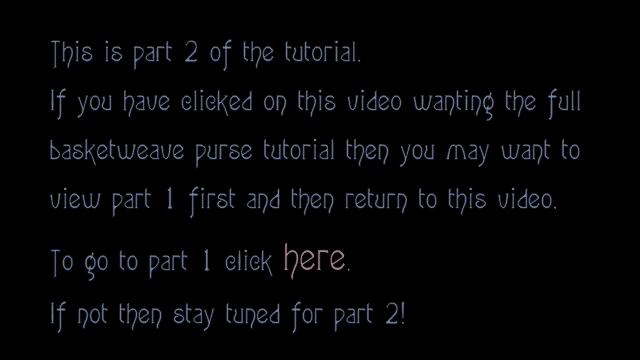 This is part 2 of the tutorial.
If you have clicked on this video wanting the full
basketweave purse tutorial then you may want to
view part 1 first and then return to this video.
To go to part 1 click here.
If not then stay tuned for part 2!